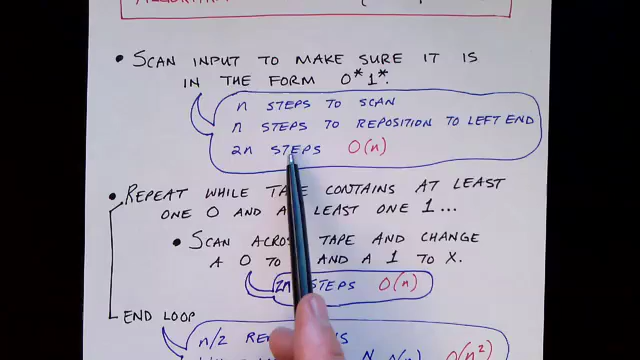 • SCAN INPUT TO MAKE SURE IT IS
IN THE FORM 0*1*.
n STEPS TO SCAN
n STEPS TO REPOSITION TO LEFT END
2n STEPS O(n)
• REPEAT WHILE TAPE CONTAINS AT LEAST
ONE 0 AND AT LEAST ONE 1...
• SCAN ACROSS TAPE AND CHANGE
A 0 TO AND A 1 TO X.
2n STEPS O(n)
END LOOP
n/2
O(n²)